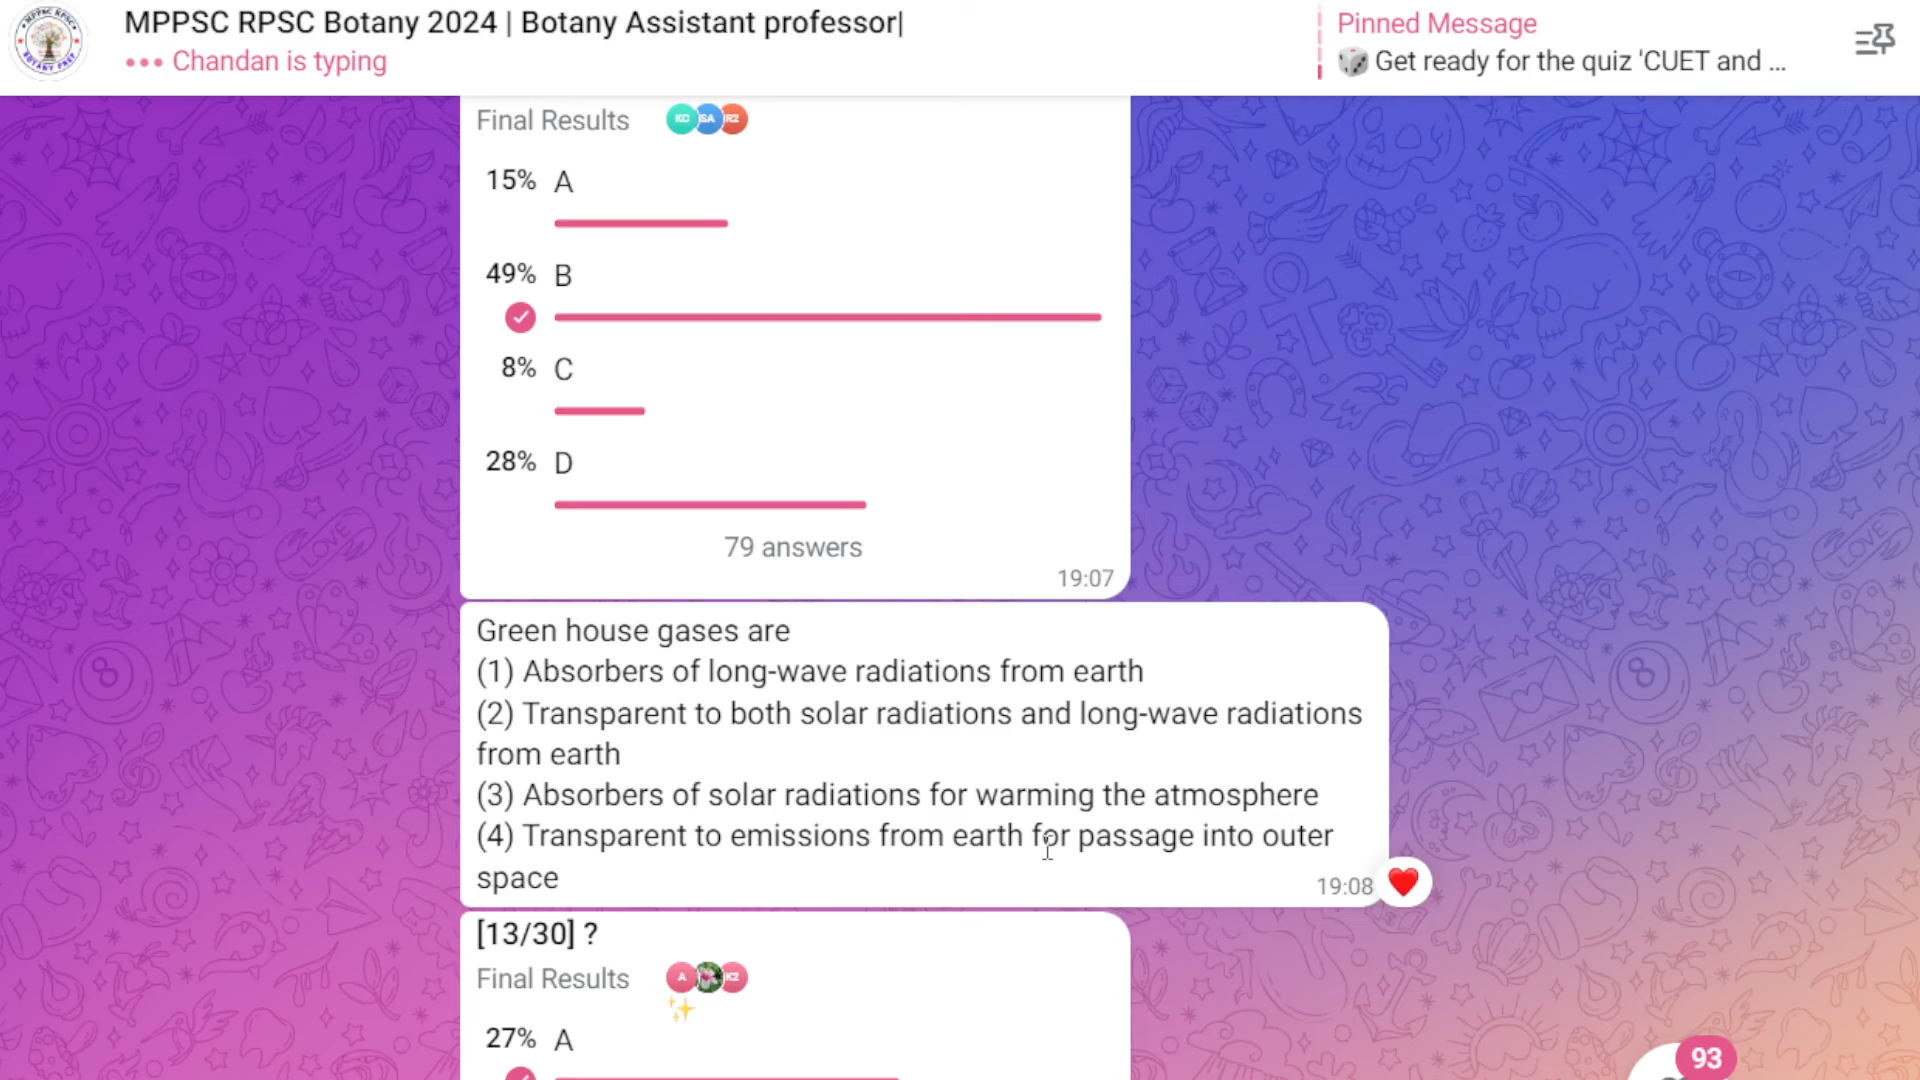 MPPSC RPSC Botany 2024 | Botany Assistant professor|
Chandan is typing
Pinned Message
Get ready for the quiz 'CUET and ...
Final Results KC SA RZ
15% A
49% B
8% C
28% D
79 answers
19:07
Green house gases are
(1) Absorbers of long-wave radiations from earth
(2) Transparent to both solar radiations and long-wave radiations
from earth
(3) Absorbers of solar radiations for warming the atmosphere
(4) Transparent to emissions from earth for passage into outer
space
19:08
[13/30] ?
Final Results A KZ
27% A
93